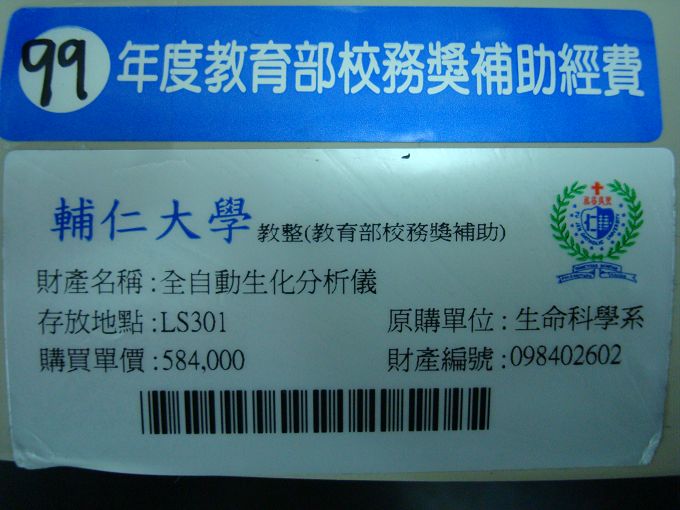 99 年度教育部校務獎補助經費
輔仁大學 教整(教育部校務獎補助)
財產名稱:全自動生化分析儀
存放地點:LS301 原購單位:生命科學系
購買單價:584,000 財產編號:098402602